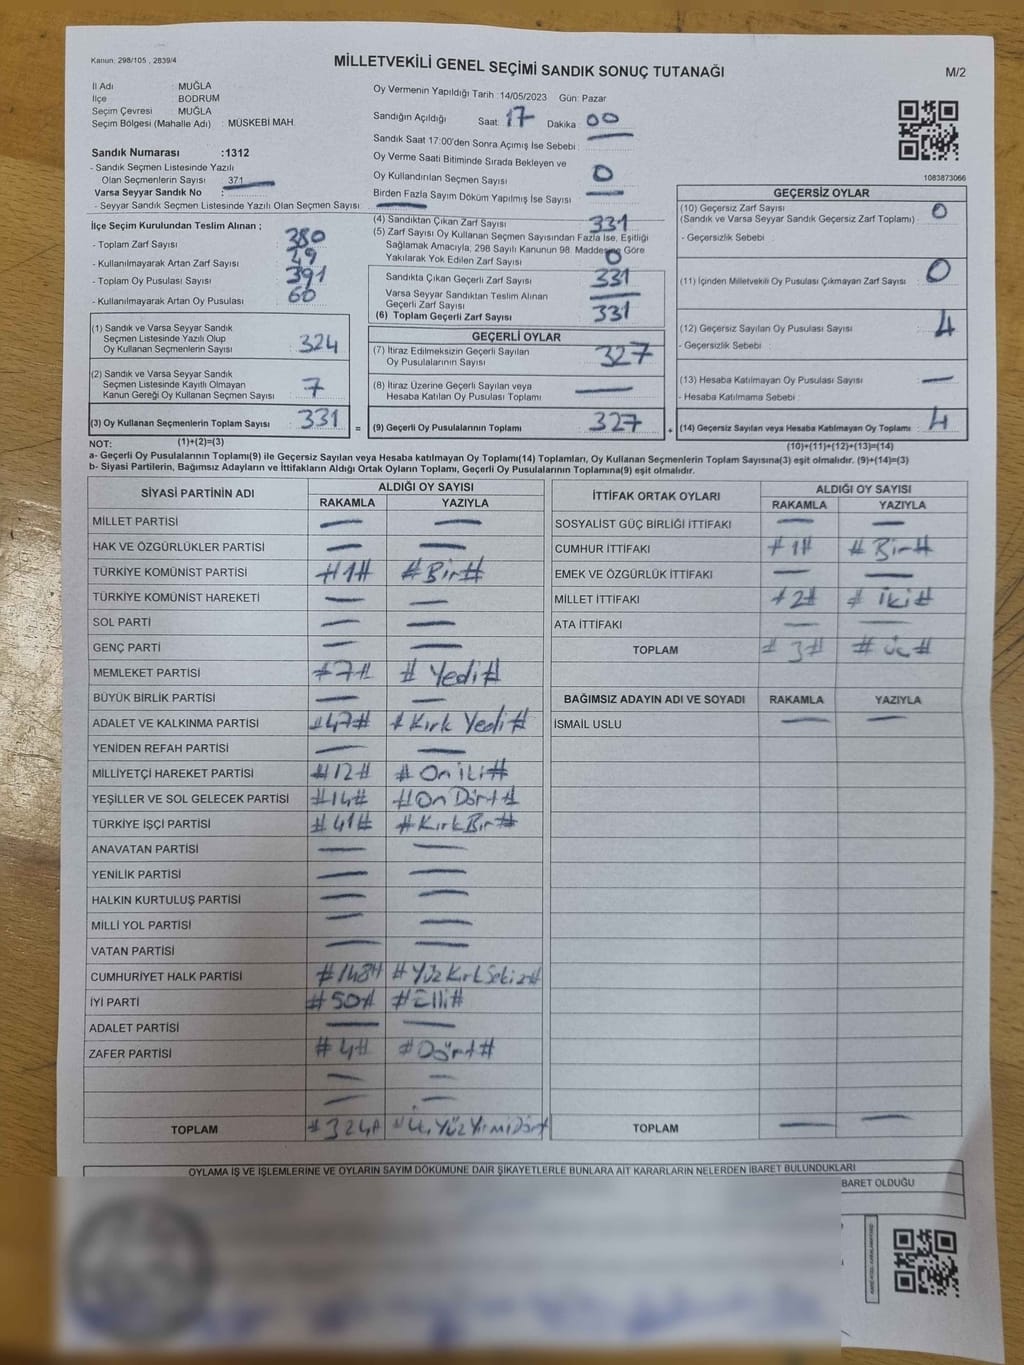 Kanun: 298/105 , 2839/4
MİLLETVEKİLİ GENEL SEÇİMİ SANDIK SONUÇ TUTANAĞI
M/2
İl Adı : MUĞLA
İlçe BODRUM
Seçim Çevresi : MUĞLA
Seçim Bölgesi (Mahalle Adı) : MÜSKEBİ MAH.
Sandık Numarası :1312
- Sandık Seçmen Listesinde Yazılı
Olan Seçmenlerin Sayısı : 371
Varsa Seyyar Sandık No :
- Seyyar Sandık Seçmen Listesinde Yazılı Olan Seçmen Sayısı :
Oy Vermenin Yapıldığı Tarih :14/05/2023 Gün: Pazar
Sandığın Açıldığı Saat: 17 Dakika : 00
Sandık Saat 17:00'den Sonra Açımış İse Sebebi :
Oy Verme Saati Bitiminde Sırada Bekleyen ve
Oy Kullandırılan Seçmen Sayısı : 0
Birden Fazla Sayım Döküm Yapılmış İse Sayısı :
1083873066
İlçe Seçim Kurulundan Teslim Alınan ;
- Toplam Zarf Sayısı : 380
- Kullanılmayarak Artan Zarf Sayısı : 49
- Toplam Oy Pusulası Sayısı : 391
- Kullanılmayarak Artan Oy Pusulası : 60
(1) Sandık ve Varsa Seyyar Sandık
Seçmen Listesinde Yazılı Olup
Oy Kullanan Seçmenlerin Sayısı : 324
(2) Sandık ve Varsa Seyyar Sandık
Seçmen Listesinde Kayıtlı Olmayan
Kanun Gereği Oy Kullanan Seçmen Sayısı : 7
(3) Oy Kullanan Seçmenlerin Toplam Sayısı : 331
(1)+(2)=(3)
(4) Sandıktan Çıkan Zarf Sayısı : 331
(5) Zarf Sayısı Oy Kullanan Seçmen Sayısından Fazla İse, Eşitliği
Sağlamak Amacıyla, 298 Sayılı Kanunun 98. Maddesine Göre
Yakılarak Yok Edilen Zarf Sayısı : 0
Sandıkta Çıkan Geçerli Zarf Sayısı : 331
Varsa Seyyar Sandıktan Teslim Alınan
Geçerli Zarf Sayısı
(6) Toplam Geçerli Zarf Sayısı : 331
GEÇERLİ OYLAR
(7) İtiraz Edilmeksizin Geçerli Sayılan
Oy Pusulalarının Sayısı : 327
(8) İtiraz Üzerine Geçerli Sayılan veya
Hesaba Katılan Oy Pusulası Toplamı :
= (9) Geçerli Oy Pusulalarının Toplamı : 327 +
GEÇERSİZ OYLAR
(10) Geçersiz Zarf Sayısı : 0
(Sandık ve Varsa Seyyar Sandık Geçersiz Zarf Toplamı)
- Geçersizlik Sebebi :
(11) İçinden Milletvekili Oy Pusulası Çıkmayan Zarf Sayısı : 0
(12) Geçersiz Sayılan Oy Pusulası Sayısı : 4
- Geçersizlik Sebebi :
(13) Hesaba Katılmayan Oy Pusulası Sayısı :
- Hesaba Katılmama Sebebi :
(14) Geçersiz Sayılan veya Hesaba Katılmayan Oy Toplamı : 4
(10)+(11)+(12)+(13)=(14)
NOT:
a- Geçerli Oy Pusulalarının Toplamı(9) ile Geçersiz Sayılan veya Hesaba katılmayan Oy Toplamı(14) Toplamları, Oy Kullanan Seçmenlerin Toplam Sayısına(3) eşit olmalıdır. (9)+(14)=(3)
b- Siyasi Partilerin, Bağımsız Adayların ve İttifakların Aldığı Ortak Oyların Toplamı, Geçerli Oy Pusulalarının Toplamına(9) eşit olmalıdır.
SİYASİ PARTİNİN ADI ALDIĞI OY SAYISI
RAKAMLA YAZIYLA
MİLLET PARTİSİ
HAK VE ÖZGÜRLÜKLER PARTİSİ
TÜRKİYE KOMÜNİST PARTİSİ #1# #Bir#
TÜRKİYE KOMÜNİST HAREKETİ
SOL PARTİ
GENÇ PARTİ
MEMLEKET PARTİSİ #7# # Yedi#
BÜYÜK BİRLİK PARTİSİ
ADALET VE KALKINMA PARTİSİ #47# #Kırk Yedi#
YENİDEN REFAH PARTİSİ
MİLLİYETÇİ HAREKET PARTİSİ #12# #On iki#
YEŞİLLER VE SOL GELECEK PARTİSİ #14# #On Dört#
TÜRKİYE İŞÇİ PARTİSİ #41# #Kırk Bir#
ANAVATAN PARTİSİ
YENİLİK PARTİSİ
HALKIN KURTULUŞ PARTİSİ
MİLLİ YOL PARTİSİ
VATAN PARTİSİ
CUMHURİYET HALK PARTİSİ #148# #Yüz Kırk Sekiz#
İYİ PARTİ #50# #Elli#
ADALET PARTİSİ
ZAFER PARTİSİ #4# #Dört#
TOPLAM #324# #Üç Yüz Yirmi Dört
İTTİFAK ORTAK OYLARI ALDIĞI OY SAYISI
RAKAMLA YAZIYLA
SOSYALİST GÜÇ BİRLİĞİ İTTİFAKI
CUMHUR İTTİFAKI #1# # Bir#
EMEK VE ÖZGÜRLÜK İTTİFAKI
MİLLET İTTİFAKI #2# # iki#
ATA İTTİFAKI
TOPLAM # 3# # üç#
BAĞIMSIZ ADAYIN ADI VE SOYADI RAKAMLA YAZIYLA
İSMAİL USLU
TOPLAM
OYLAMA İŞ VE İŞLEMLERİNE VE OYLARIN SAYIM DÖKÜMÜNE DAİR ŞİKAYETLERLE BUNLARA AİT KARARLARIN NELERDEN İBARET BULUNDUKLARI
BARET OLDUĞU